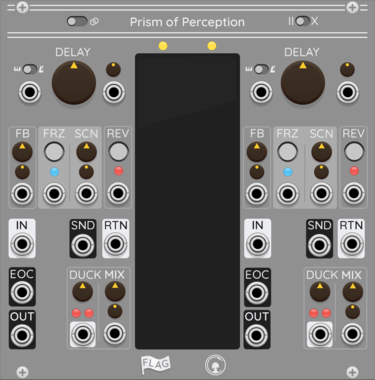 Prism of Perception
II X
DELAY DELAY
FB FRZ SCN REV FB FRZ SCN REV
IN SND RTN IN SND RTN
EOC DUCK MIX EOC DUCK MIX
OUT OUT
FLAG